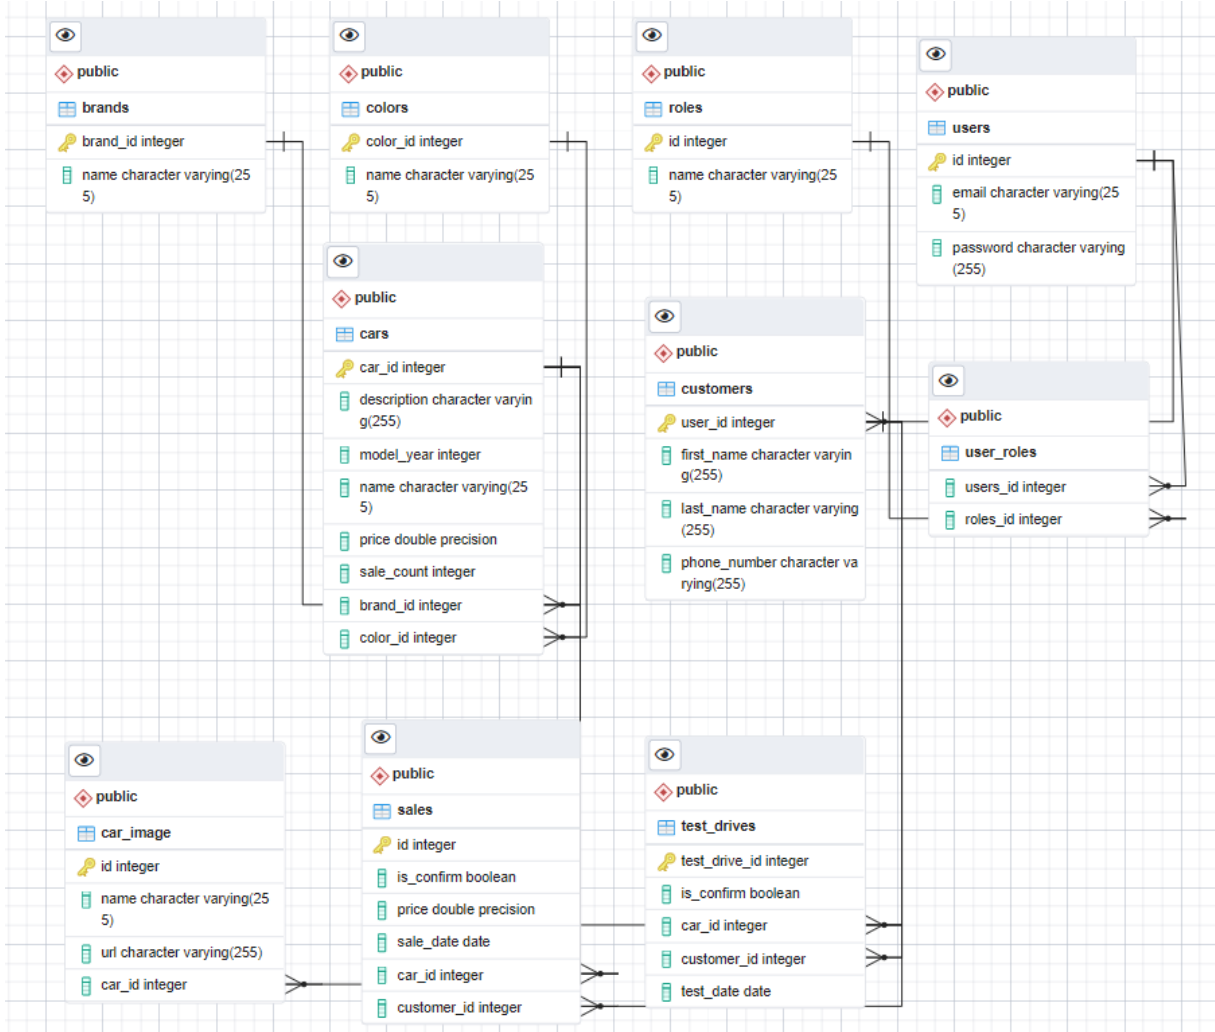 public
brands
brand_id integer
name character varying(25
5)
public
colors
color_id integer
name character varying(25
5)
public
roles
id integer
name character varying(25
5)
public
users
id integer
email character varying(25
5)
password character varying
(255)
public
cars
car_id integer
description character varyin
g(255)
model_year integer
name character varying(25
5)
price double precision
sale_count integer
brand_id integer
color_id integer
public
customers
user_id integer
first_name character varyin
g(255)
last_name character varying
(255)
phone_number character va
rying(255)
public
user_roles
users_id integer
roles_id integer
public
car_image
id integer
name character varying(25
5)
url character varying(255)
car_id integer
public
sales
id integer
is_confirm boolean
price double precision
sale_date date
car_id integer
customer_id integer
public
test_drives
test_drive_id integer
is_confirm boolean
car_id integer
customer_id integer
test_date date